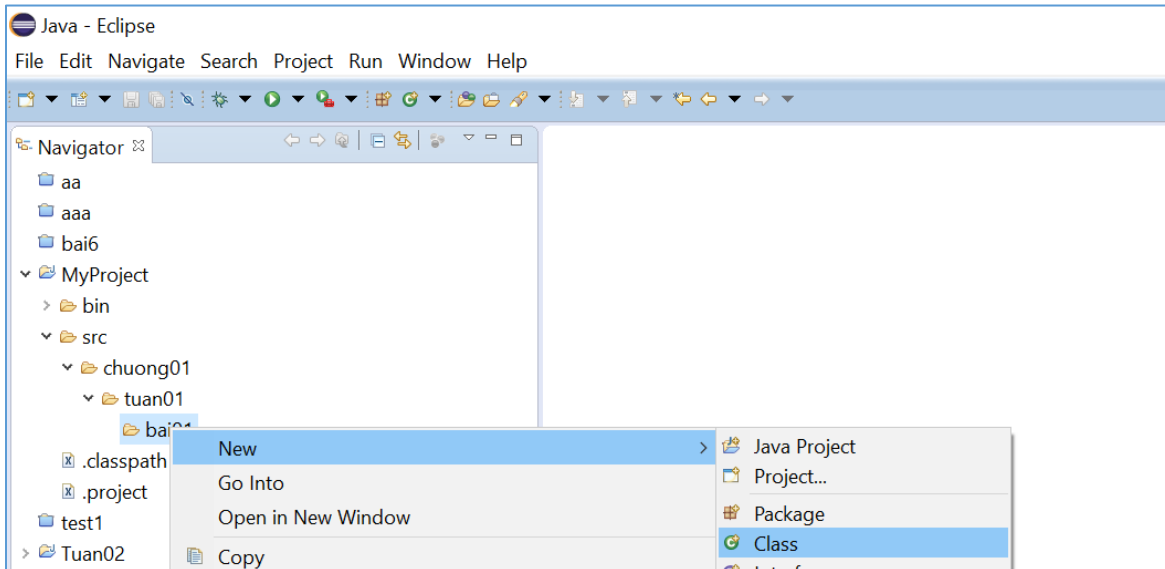 Java - Eclipse
File Edit Navigate Search Project Run Window Help
Navigator
aa
aaa
bai6
MyProject
bin
src
chuong01
tuan01
bai01
.classpath
.project
test1
Tuan02
New
Go Into
Open in New Window
Copy
Java Project
Project...
Package
Class